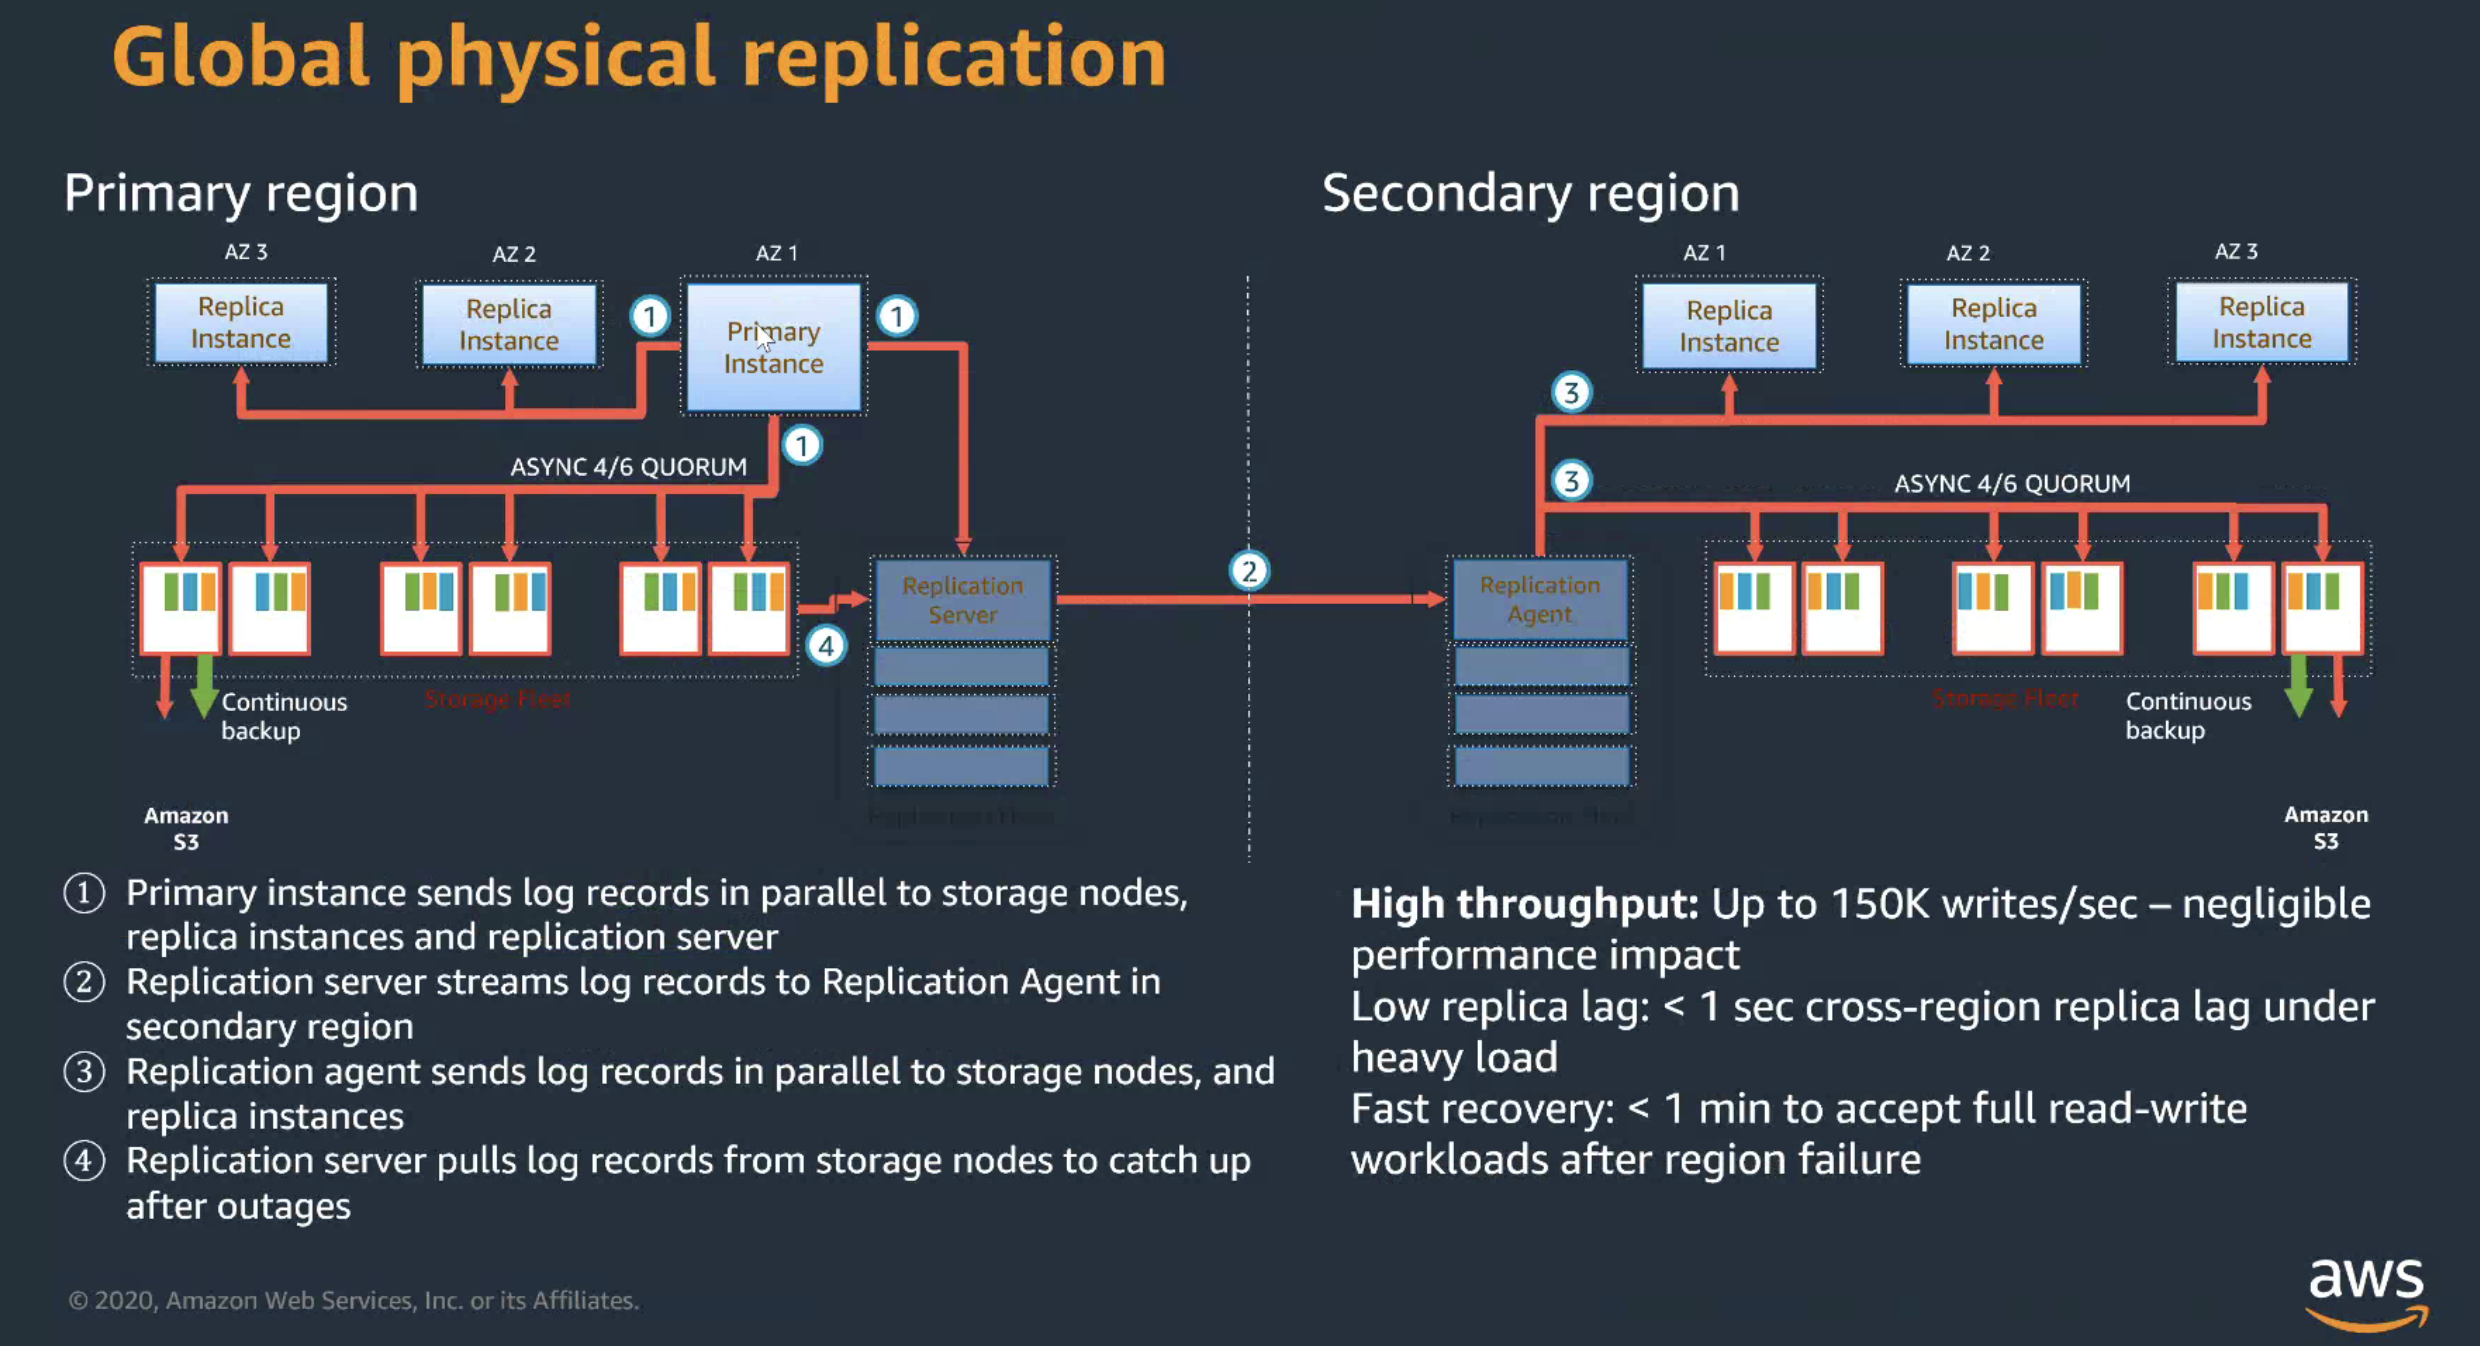 Global physical replication
Primary region
AZ 3
AZ 2
AZ 1
Replica
Instance
Replica
Instance
1
Primary
Instance
1
1
ASYNC 4/6 QUORUM
Replication
Server
4
Continuous
backup
Storage Fleet
Amazon
S3
2
Secondary region
AZ 1
AZ 2
AZ 3
Replica
Instance
Replica
Instance
Replica
Instance
3
3
ASYNC 4/6 QUORUM
Replication
Agent
Storage Fleet
Continuous
backup
Amazon
S3
1 Primary instance sends log records in parallel to storage nodes,
replica instances and replication server
2 Replication server streams log records to Replication Agent in
secondary region
3 Replication agent sends log records in parallel to storage nodes, and
replica instances
4 Replication server pulls log records from storage nodes to catch up
after outages
High throughput: Up to 150K writes/sec – negligible
performance impact
Low replica lag: < 1 sec cross-region replica lag under
heavy load
Fast recovery: < 1 min to accept full read-write
workloads after region failure
© 2020, Amazon Web Services, Inc. or its Affiliates.
aws